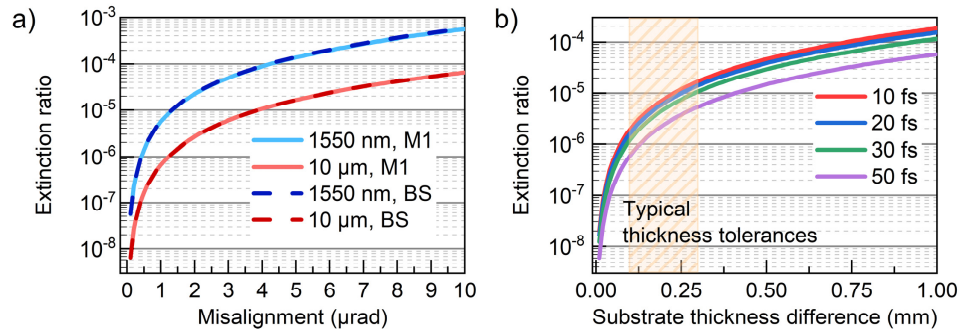 a)
Extinction ratio
10⁻³
10⁻⁴
10⁻⁵
10⁻⁶
10⁻⁷
10⁻⁸
1550 nm, M1
10 µm, M1
1550 nm, BS
10 µm, BS
0 1 2 3 4 5 6 7 8 9 10
Misalignment (µrad)
b)
Extinction ratio
10⁻⁴
10⁻⁵
10⁻⁶
10⁻⁷
10⁻⁸
10 fs
20 fs
30 fs
50 fs
Typical
thickness tolerances
0.00 0.25 0.50 0.75 1.00
Substrate thickness difference (mm)